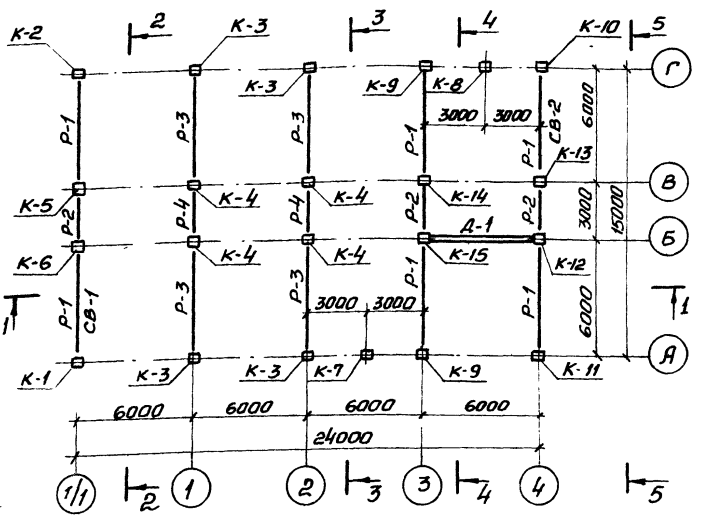 2 3 4 5
К-2 К-3 К-3 К-9 К-8 К-10 Г
3000 3000 6000
Р-1 Р-3 Р-3 Р-1 Р-1 СВ-2
К-13
К-5 К-4 К-4 К-14 В
Р-2 Р-4 Р-4 Р-2 Р-2 3000 15000
Д-1 Б
К-6 К-4 К-4 К-15 К-12
1 1
Р-1 СВ-1 Р-3 Р-3 Р-1 Р-1 6000
3000 3000
К-1 К-3 К-3 К-7 К-9 К-11 А
6000 6000 6000 6000
24000
1/1 2 1 2 3 3 4 4 5